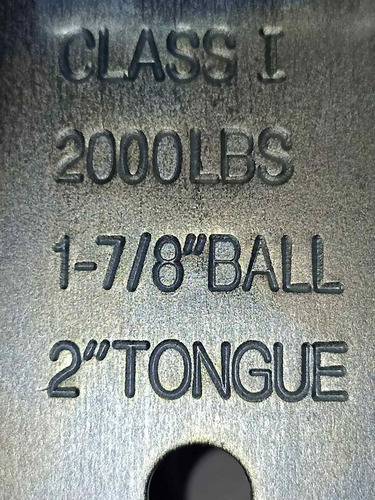 CLASS I
2000LBS
1-7/8"BALL
2"TONGUE